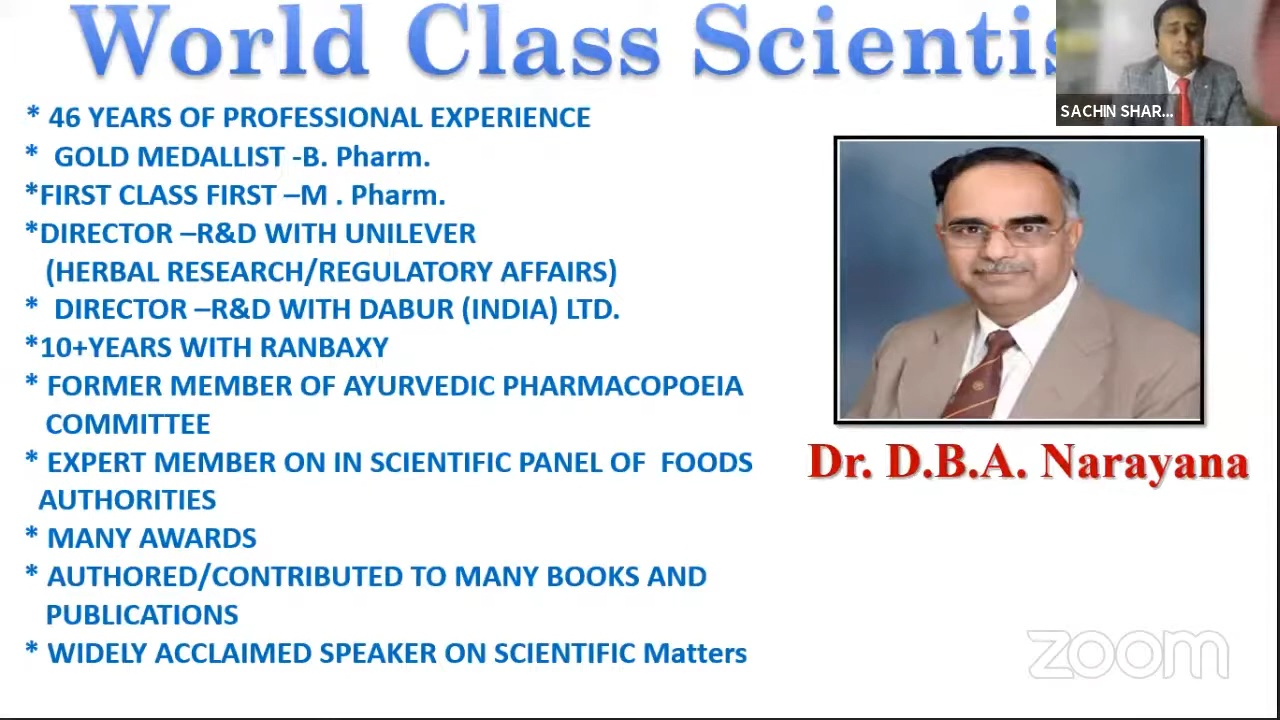 World Class Scientis
SACHIN SHAR...
* 46 YEARS OF PROFESSIONAL EXPERIENCE
* GOLD MEDALLIST -B. Pharm.
*FIRST CLASS FIRST –M . Pharm.
*DIRECTOR –R&D WITH UNILEVER
(HERBAL RESEARCH/REGULATORY AFFAIRS)
* DIRECTOR –R&D WITH DABUR (INDIA) LTD.
*10+YEARS WITH RANBAXY
* FORMER MEMBER OF AYURVEDIC PHARMACOPOEIA
COMMITTEE
* EXPERT MEMBER ON IN SCIENTIFIC PANEL OF FOODS
AUTHORITIES
* MANY AWARDS
* AUTHORED/CONTRIBUTED TO MANY BOOKS AND
PUBLICATIONS
* WIDELY ACCLAIMED SPEAKER ON SCIENTIFIC Matters
Dr. D.B.A. Narayana
zoom